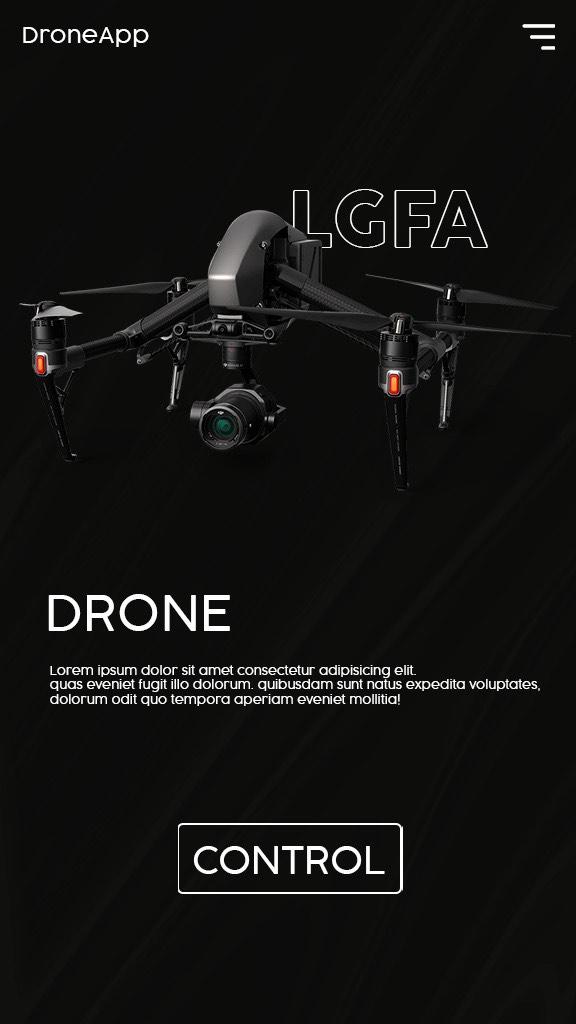 DroneApp
LGFA
DRONE
Lorem ipsum dolor sit amet consectetur adipisicing elit.
quas eveniet fugit illo dolorum. quibusdam sunt natus expedita voluptates,
dolorum odit quo tempora aperiam eveniet mollitia!
CONTROL